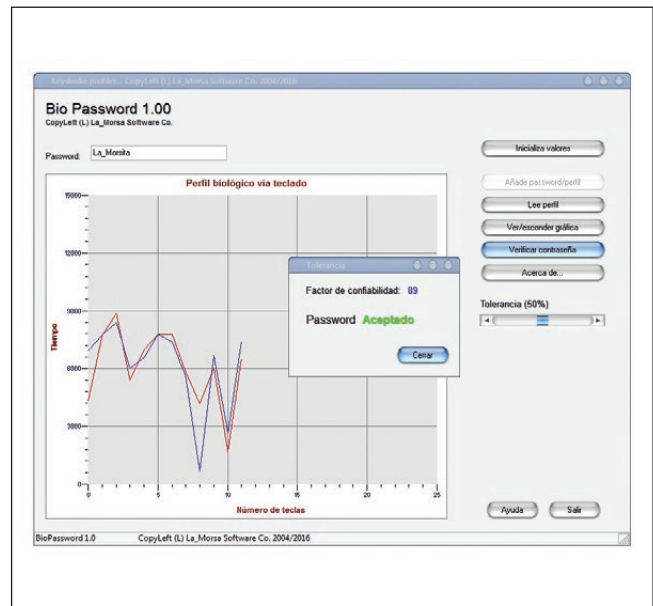 Keystroke profiles... CopyLeft (L) La_Morsa Software Co. 2004/2016
Bio Password 1.00
CopyLeft (L) La_Morsa Software Co.
Password: La_Morsita
Perfil biológico vía teclado
15000
12000
9000
6000
3000
0
Tiempo
0 5 10 15 20 25
Número de teclas
Tolerancia
Factor de confiabilidad: 89
Password Aceptado
Cerrar
Inicializa valores
Añade password/perfil
Lee perfil
Ver/esconder gráfica
Verificar contraseña
Acerca de...
Tolerancia (50%)
Ayuda Salir
BioPassword 1.0 CopyLeft (L) La_Morsa Software Co. 2004/2016